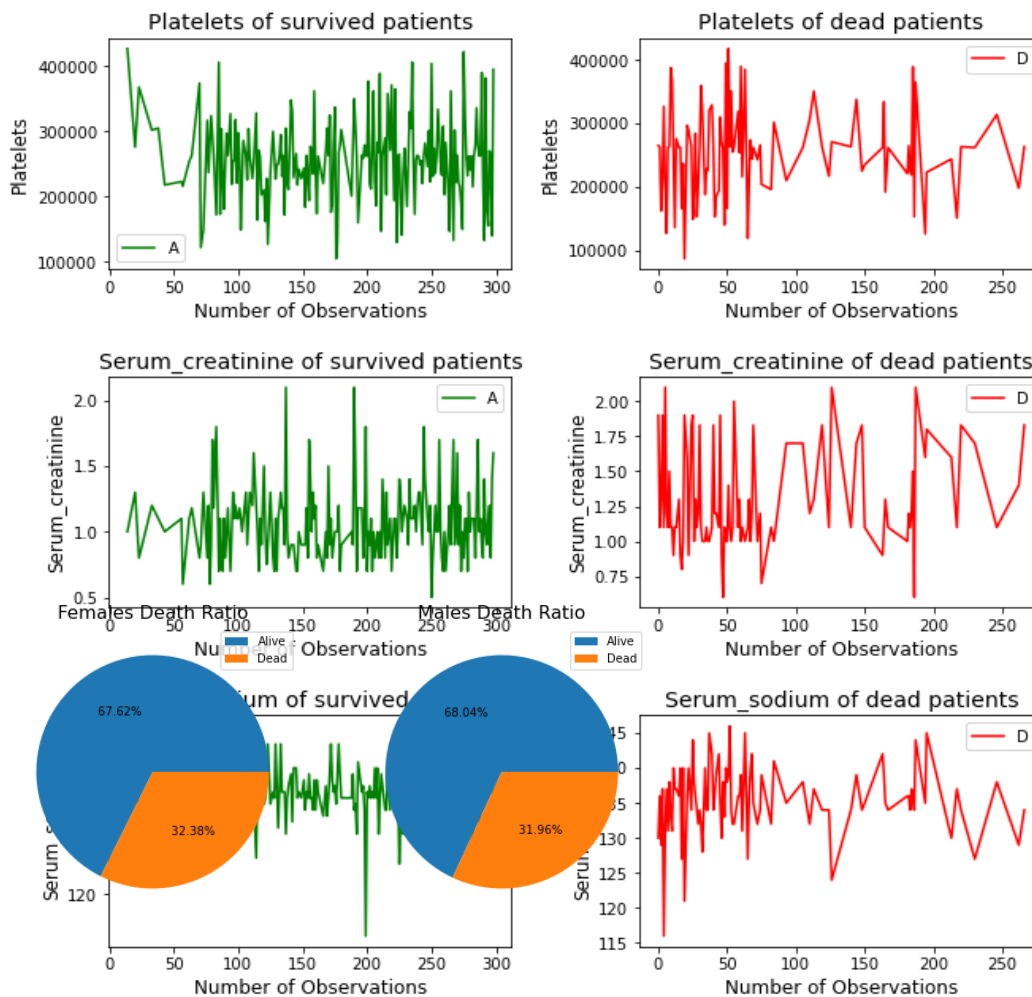 Platelets of survived patients
Platelets of dead patients
400000
300000
200000
100000
Platelets
A
0 50 100 150 200 250 300
Number of Observations
400000
300000
200000
100000
Platelets
D
0 50 100 150 200 250
Number of Observations
Serum_creatinine of survived patients
Serum_creatinine of dead patients
2.0
1.5
1.0
0.5
Serum_creatinine
A
0 50 100 150 200 250 300
of Observations
2.00
1.75
1.50
1.25
1.00
0.75
Serum_creatinine
D
0 50 100 150 200 250
Number of Observations
Females Death Ratio
Alive
Dead
67.62%
32.38%
Males Death Ratio
Alive
Dead
68.04%
31.96%
of survived
Serum_sodium of dead patients
Serum
120
0 50 100 150 200 250 300
Number of Observations
130
125
120
115
Serum
D
0 50 100 150 200 250
Number of Observations